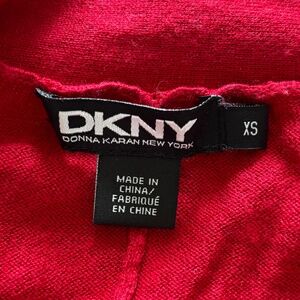 DKNY
DONNA KARAN NEW YORK
XS
MADE IN
CHINA/
FABRIQUÉ
EN CHINE